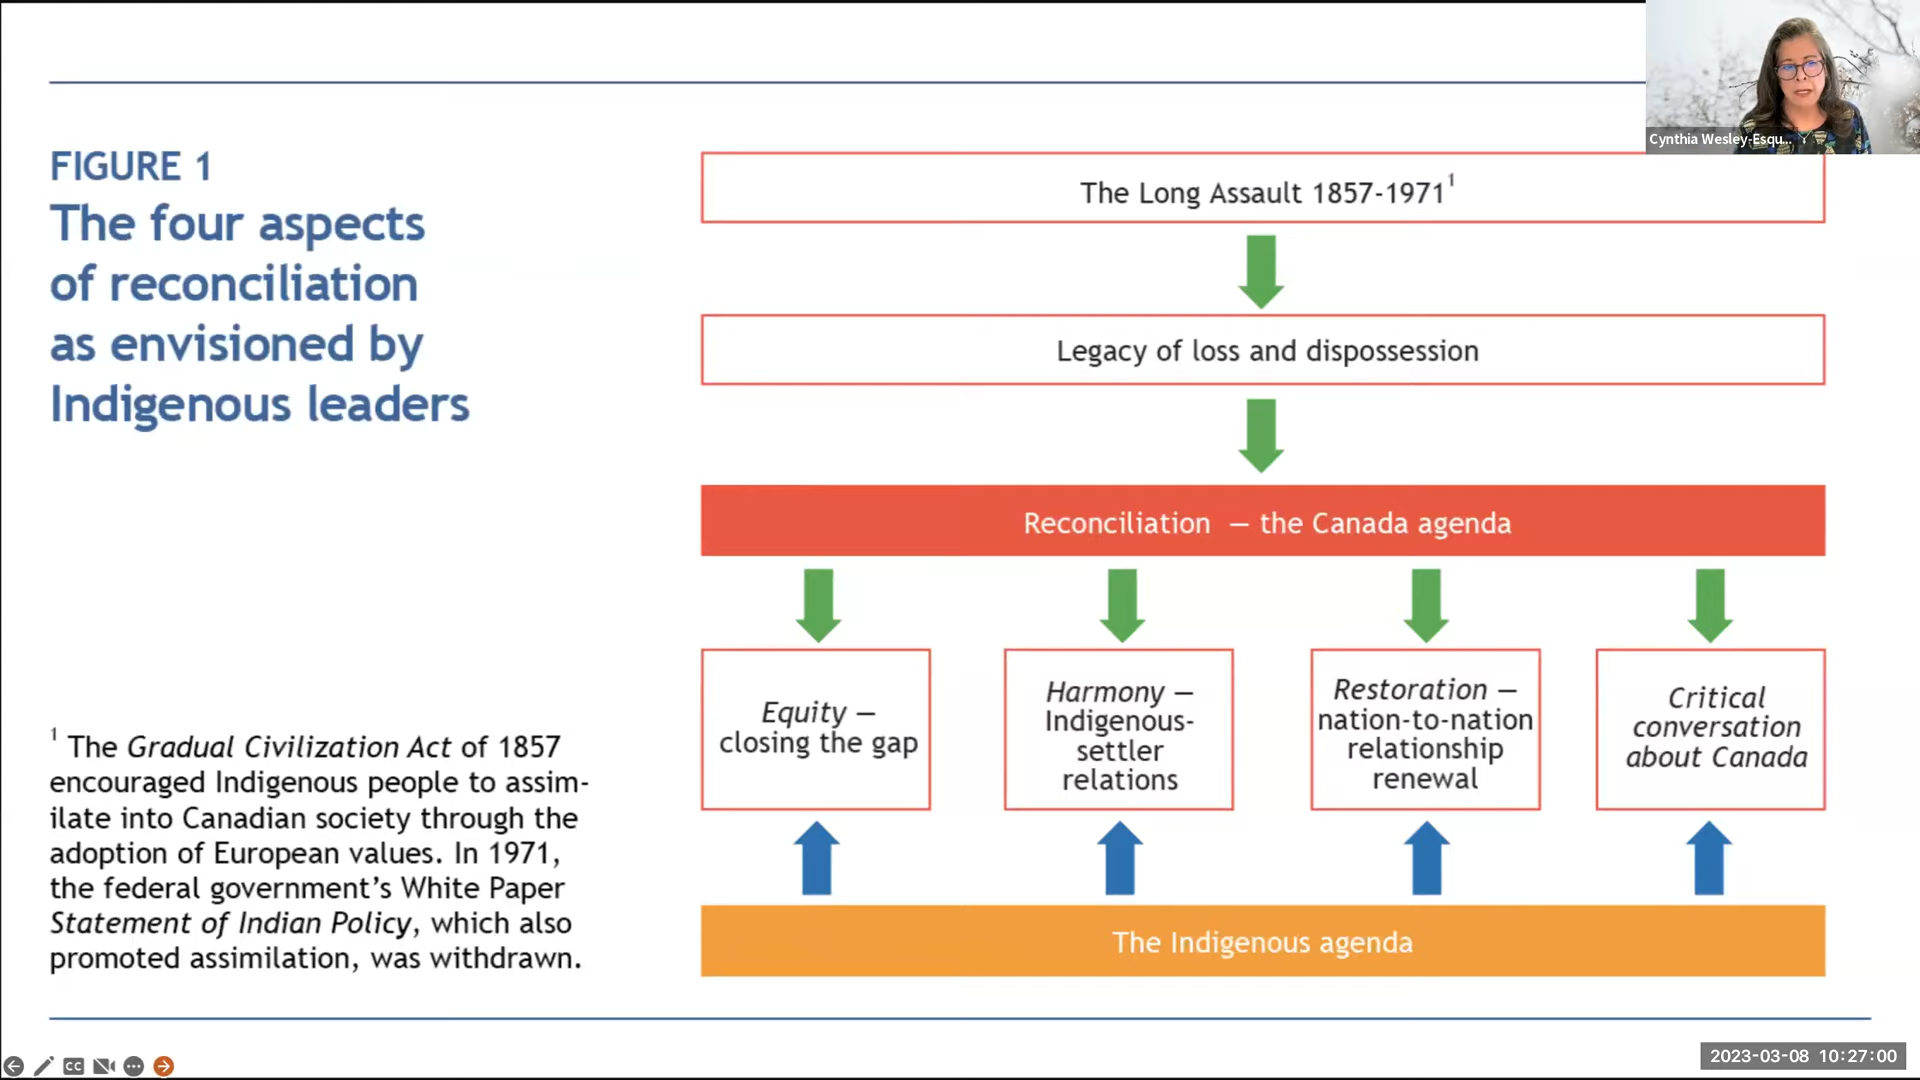 Cynthia Wesley-Esqu...
FIGURE 1
The four aspects
of reconciliation
as envisioned by
Indigenous leaders
1 The Gradual Civilization Act of 1857
encouraged Indigenous people to assim-
ilate into Canadian society through the
adoption of European values. In 1971,
the federal government’s White Paper
Statement of Indian Policy, which also
promoted assimilation, was withdrawn.
The Long Assault 1857-1971¹
Legacy of loss and dispossession
Reconciliation — the Canada agenda
Equity —
closing the gap
Harmony —
Indigenous-
settler
relations
Restoration —
nation-to-nation
relationship
renewal
Critical
conversation
about Canada
The Indigenous agenda
CC
2023-03-08 10:27:00